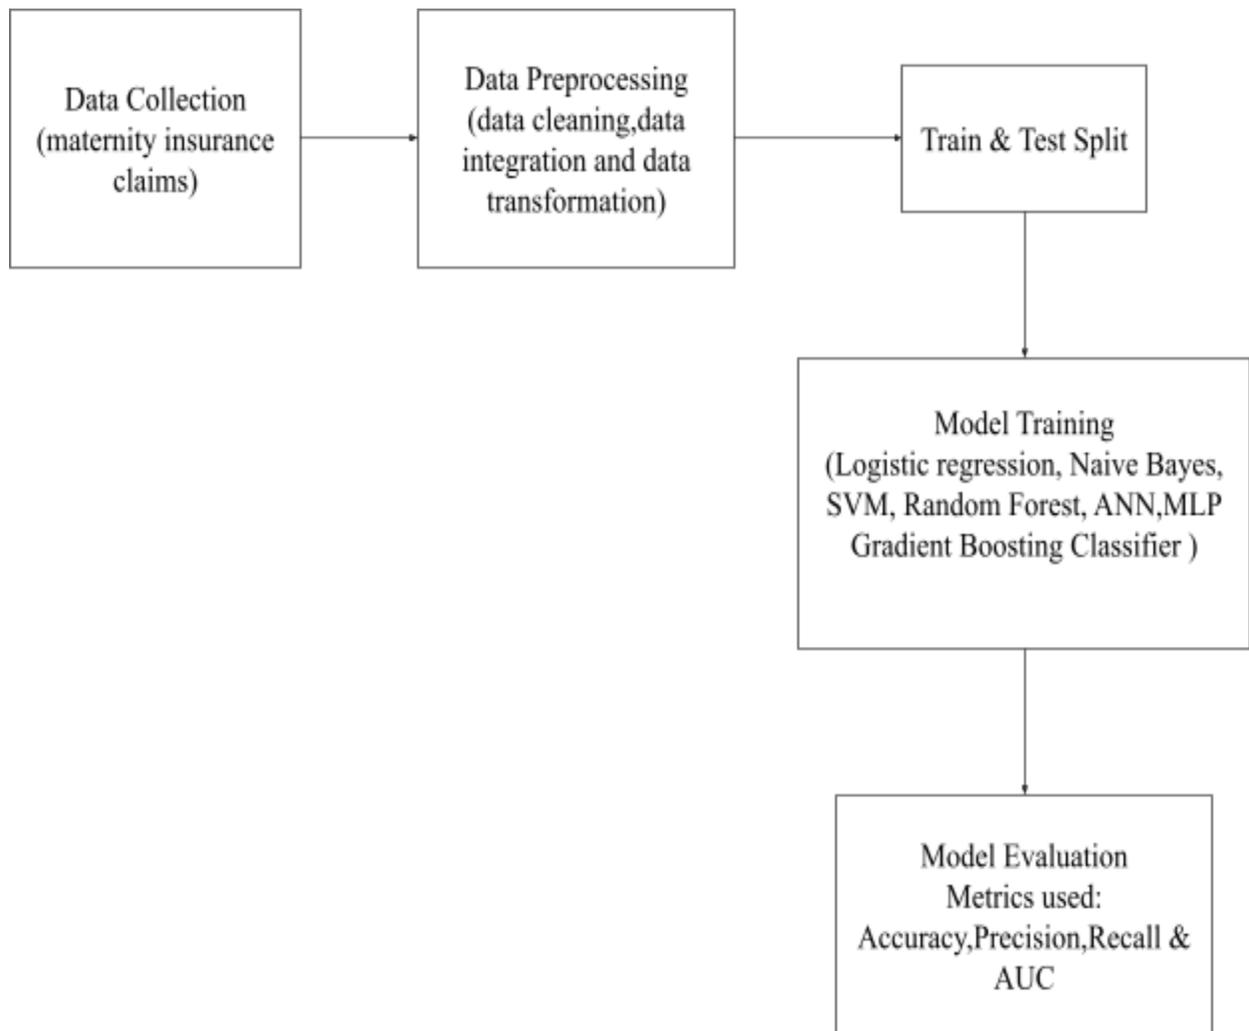 Data Collection
(maternity insurance
claims)
Data Preprocessing
(data cleaning,data
integration and data
transformation)
Train & Test Split
Model Training
(Logistic regression, Naive Bayes,
SVM, Random Forest, ANN,MLP
Gradient Boosting Classifier )
Model Evaluation
Metrics used:
Accuracy,Precision,Recall &
AUC